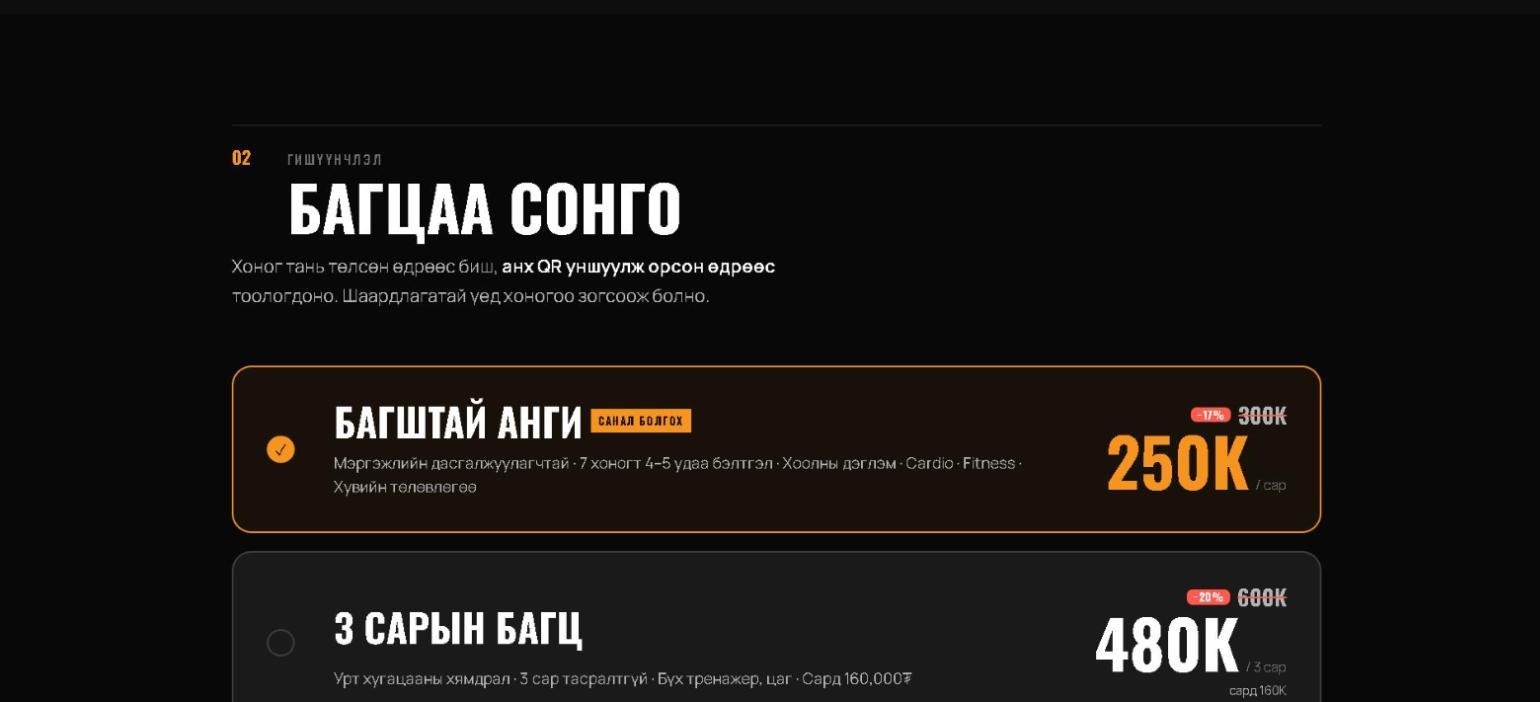 02 ГИШҮҮНЧЛЭЛ
БАГЦАА СОНГО
Хоног тань төлсөн өдрөөс биш, анх QR уншуулж орсон өдрөөс
тоологдоно. Шаардлагатай үед хоногоо зогсоож болно.
БАГШТАЙ АНГИ САНАЛ БОЛГОХ
Мэргэжлийн дасгалжуулагчтай · 7 хоногт 4–5 удаа бэлтгэл · Хоолны дэглэм · Cardio · Fitness ·
Хувийн төлөвлөгөө
-17% 300K
250K / сар
3 САРЫН БАГЦ
Урт хугацааны хямдрал · 3 сар тасралтгүй · Бүх тренажер, цаг · Сард 160,000₮
-20% 600K
480K / 3 сар
сард 160K